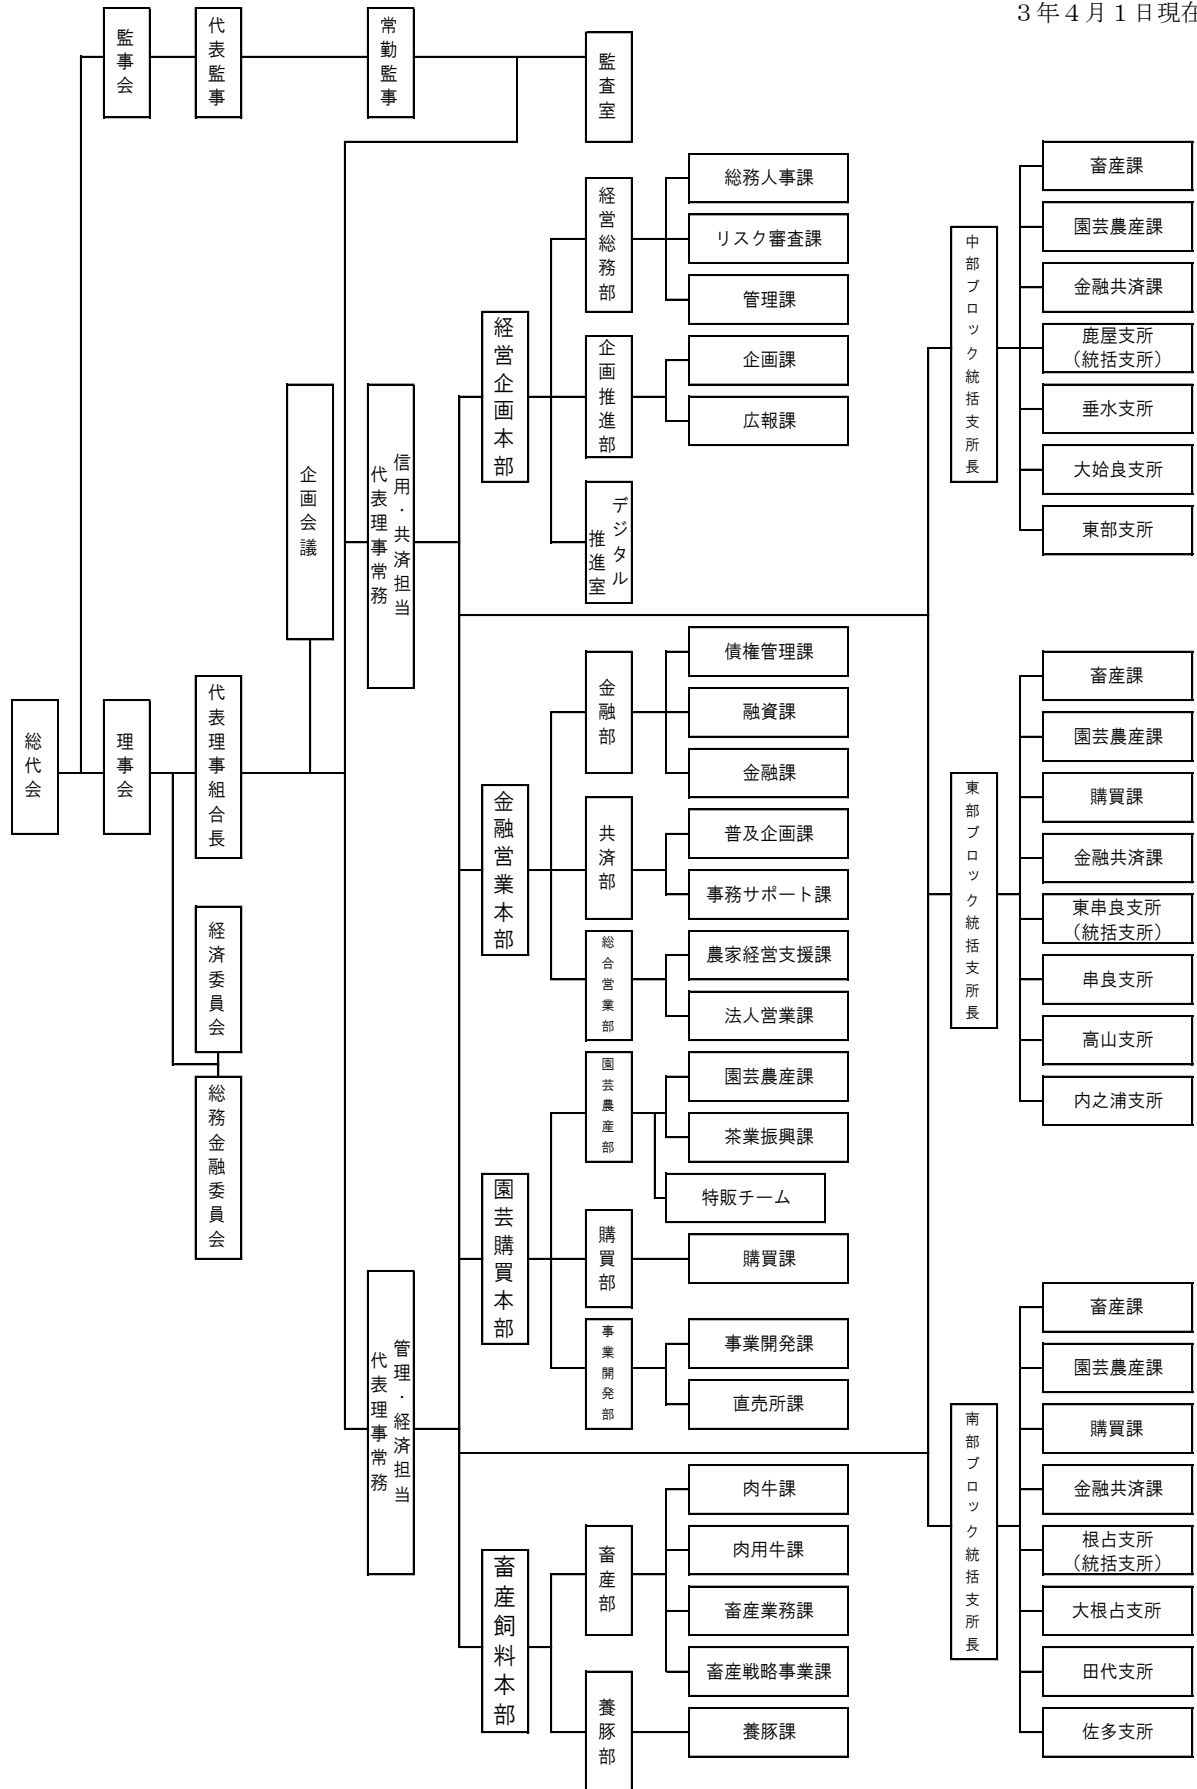 3年4月1日現在
監事会
代表監事
常勤監事
監査室
総代会
理事会
代表理事組合長
経済委員会
総務金融委員会
企画会議
信用・共済担当
代表理事常務
管理・経済担当
代表理事常務
経営企画本部
経営総務部
総務人事課
リスク審査課
管理課
企画推進部
企画課
広報課
デジタル
推進室
金融営業本部
金融部
債権管理課
融資課
金融課
共済部
普及企画課
事務サポート課
総合営業部
農家経営支援課
法人営業課
園芸購買本部
園芸農産部
園芸農産課
茶業振興課
特販チーム
購買部
購買課
事業開発部
事業開発課
直売所課
畜産飼料本部
畜産部
肉牛課
肉用牛課
畜産業務課
畜産戦略事業課
養豚部
養豚課
中部ブロック統括支所長
畜産課
園芸農産課
金融共済課
鹿屋支所
（統括支所）
垂水支所
大姶良支所
東部支所
東部ブロック統括支所長
畜産課
園芸農産課
購買課
金融共済課
東串良支所
（統括支所）
串良支所
高山支所
内之浦支所
南部ブロック統括支所長
畜産課
園芸農産課
購買課
金融共済課
根占支所
（統括支所）
大根占支所
田代支所
佐多支所